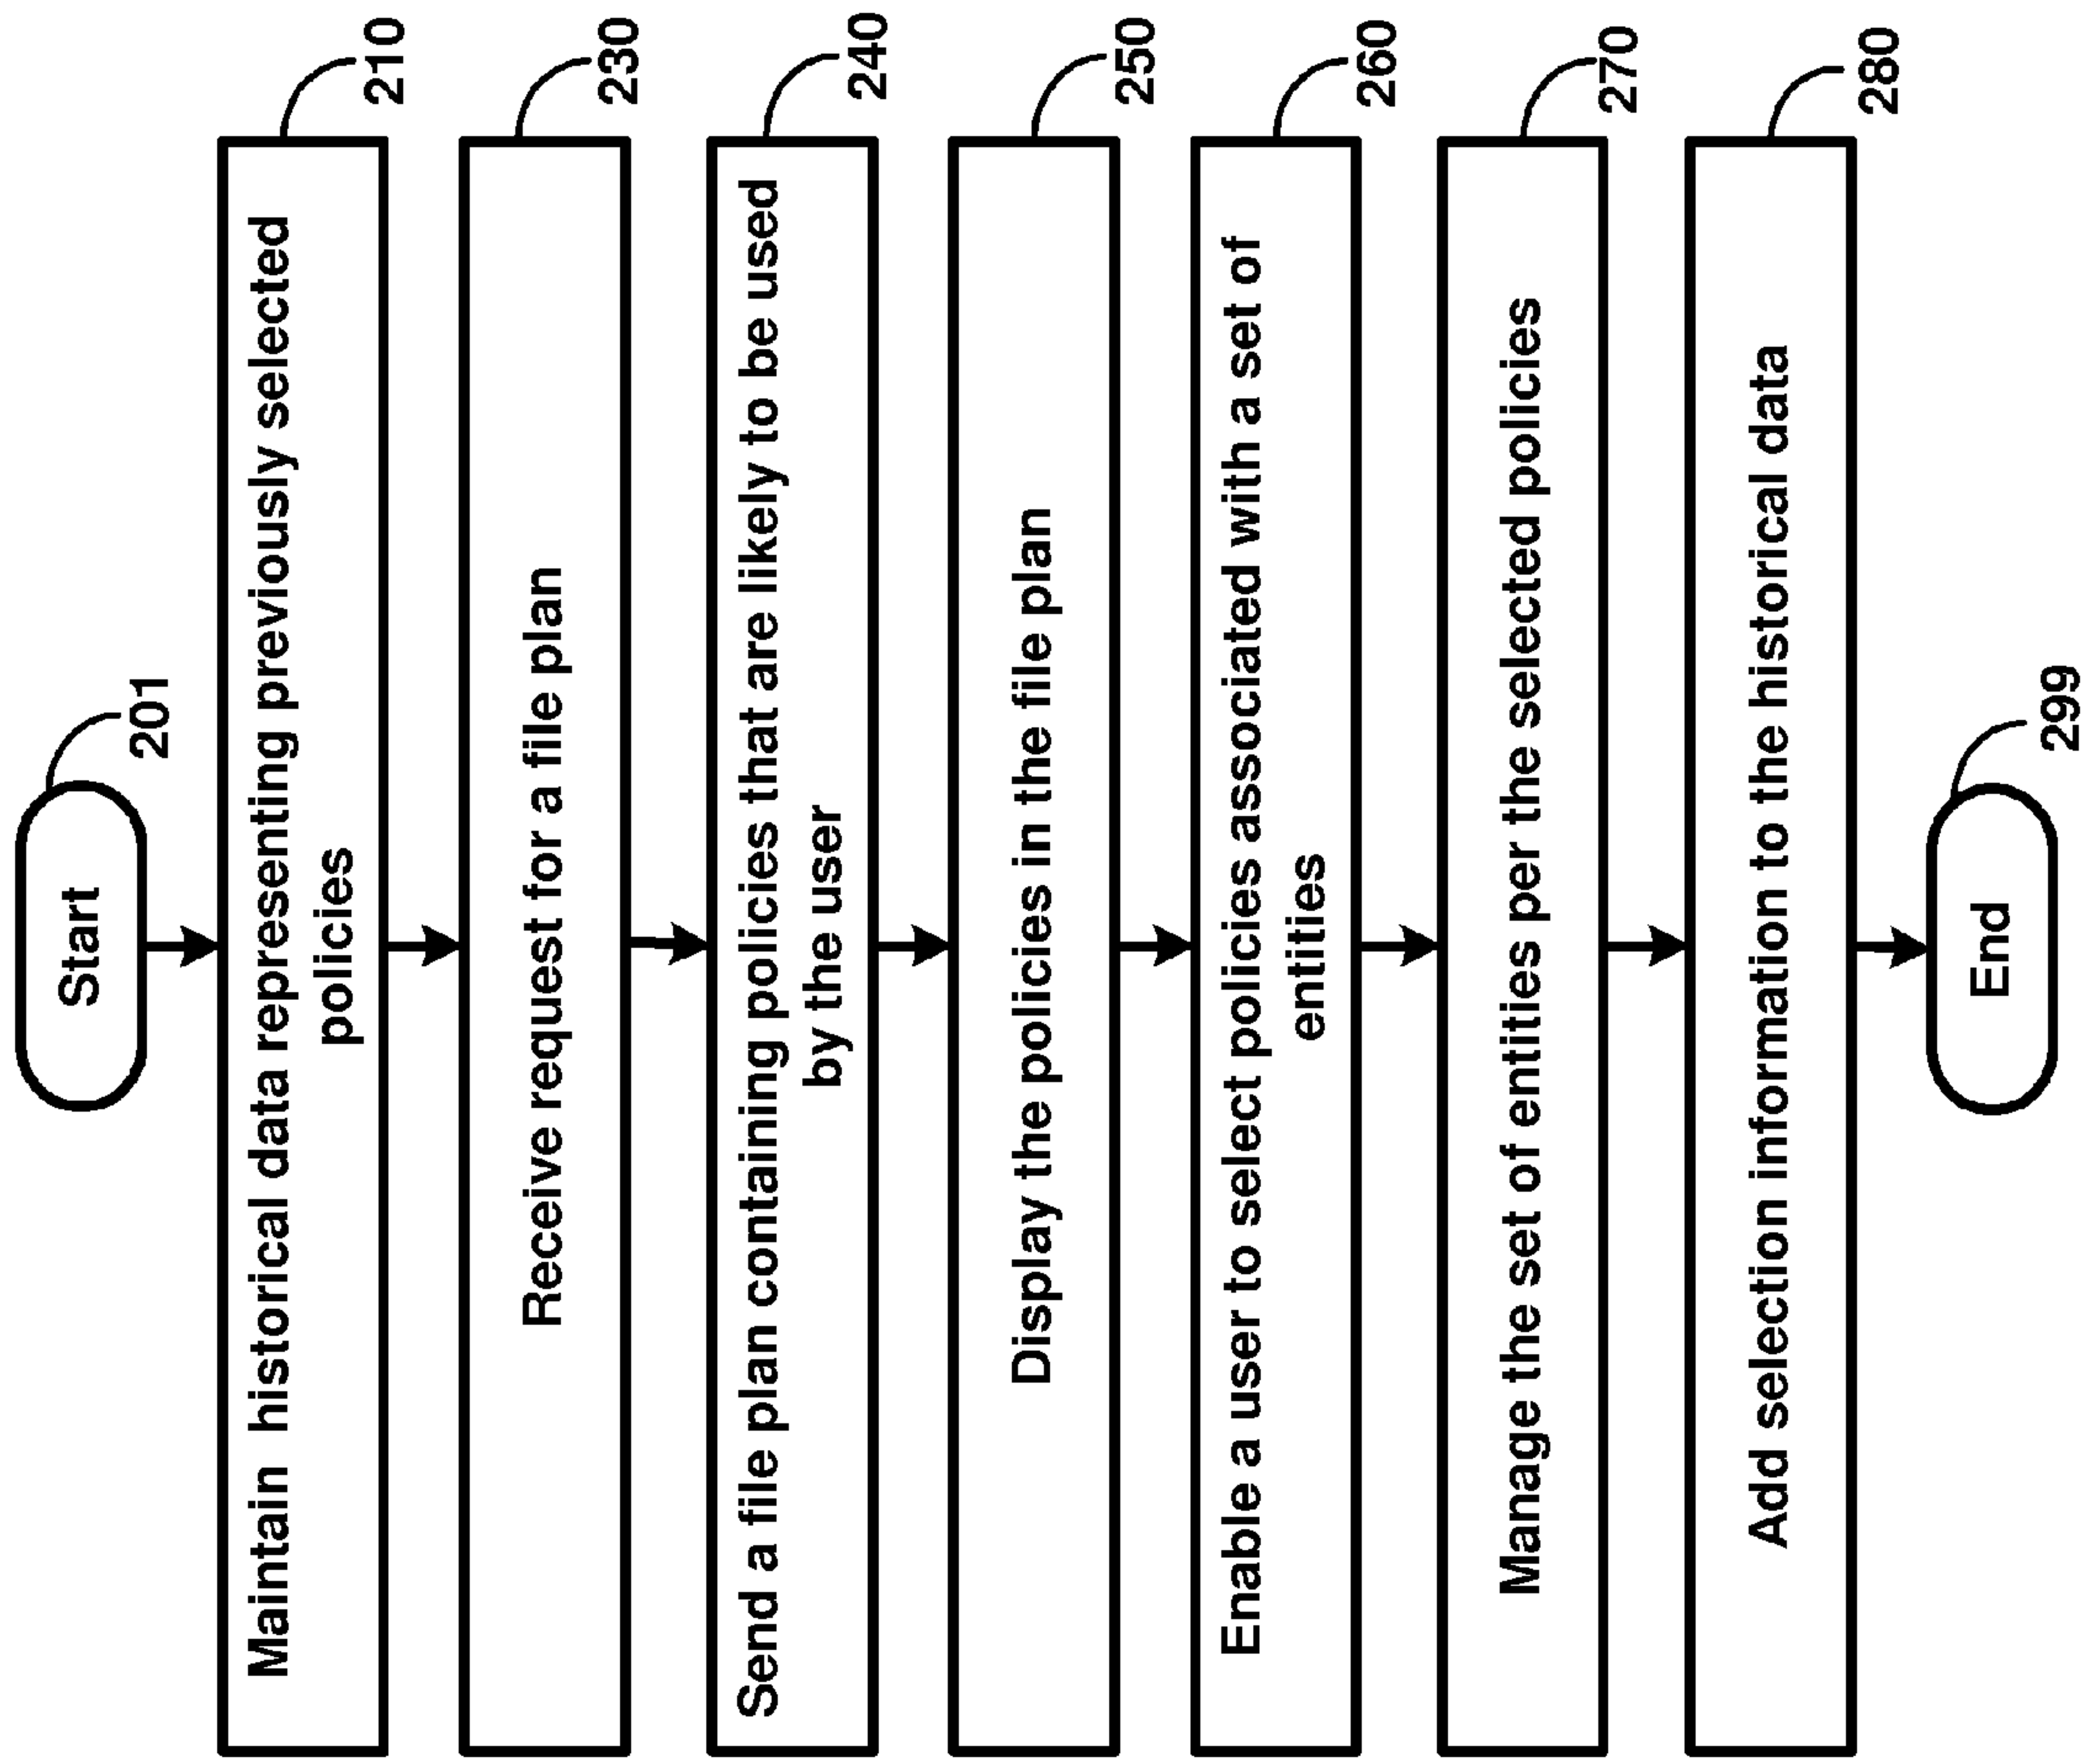 Start
201
Maintain historical data representing previously selected
policies
210
Receive request for a file plan
230
Send a file plan containing policies that are likely to be used
by the user
240
Display the policies in the file plan
250
Enable a user to select policies associated with a set of
entities
260
Manage the set of entities per the selected policies
270
Add selection information to the historical data
280
End
299